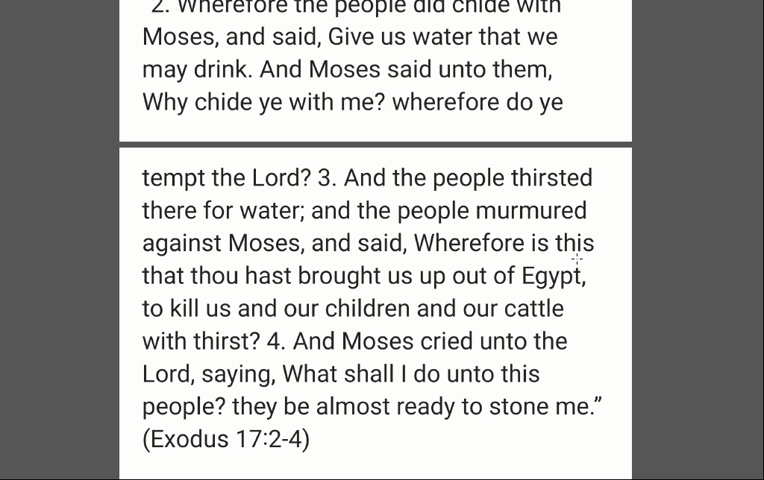 2. Wherefore the people did chide with
Moses, and said, Give us water that we
may drink. And Moses said unto them,
Why chide ye with me? wherefore do ye
tempt the Lord? 3. And the people thirsted
there for water; and the people murmured
against Moses, and said, Wherefore is this
that thou hast brought us up out of Egypt,
to kill us and our children and our cattle
with thirst? 4. And Moses cried unto the
Lord, saying, What shall I do unto this
people? they be almost ready to stone me.”
(Exodus 17:2-4)